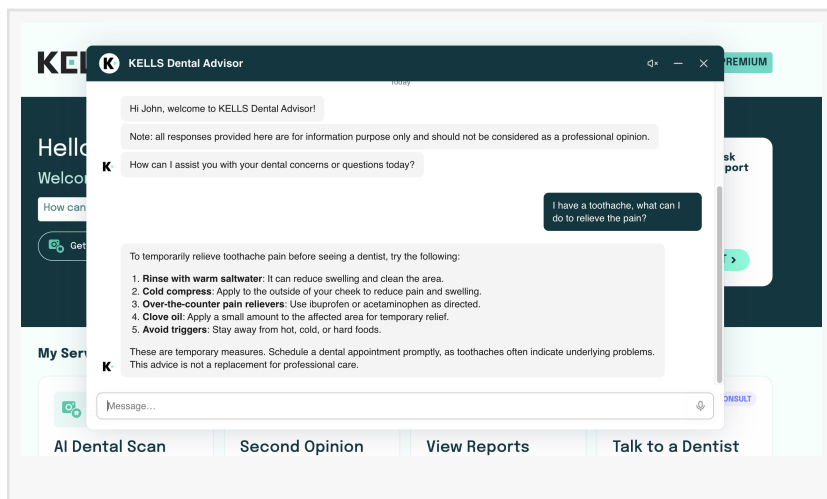 KEL
KELLS Dental Advisor
PREMIUM
Today
Hi John, welcome to KELLS Dental Advisor!
Note: all responses provided here are for information purpose only and should not be considered as a professional opinion.
How can I assist you with your dental concerns or questions today?
I have a toothache, what can I
do to relieve the pain?
To temporarily relieve toothache pain before seeing a dentist, try the following:
1. Rinse with warm saltwater: It can reduce swelling and clean the area.
2. Cold compress: Apply to the outside of your cheek to reduce pain and swelling.
3. Over-the-counter pain relievers: Use ibuprofen or acetaminophen as directed.
4. Clove oil: Apply a small amount to the affected area for temporary relief.
5. Avoid triggers: Stay away from hot, cold, or hard foods.
These are temporary measures. Schedule a dental appointment promptly, as toothaches often indicate underlying problems.
This advice is not a replacement for professional care.
Message...
Hello
Welco
How can
Get
sk
port
My Serv
ONSULT
AI Dental Scan
Second Opinion
View Reports
Talk to a Dentist